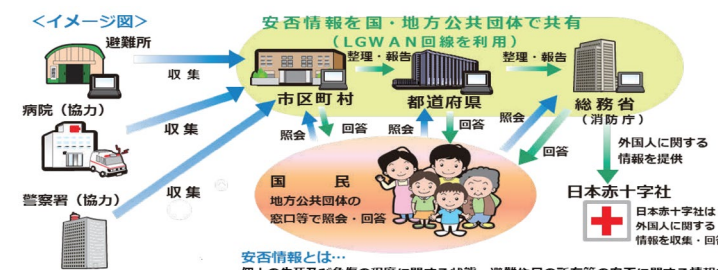 ＜イメージ図＞
安否情報を国・地方公共団体で共有
（LGWAN回線を利用）
避難所
収 集
整理・報告
整理・報告
市区町村
都道府県
総務省
（消防庁）
病院（協力）
収 集
照会
回答
照会
回答
照会
回答
外国人に関する
情報を提供
警察署（協力）
収 集
国　民
地方公共団体の
窓口等で照会・回答
日本赤十字社
日本赤十字社は
外国人に関する
情報を収集・回答
安否情報とは…